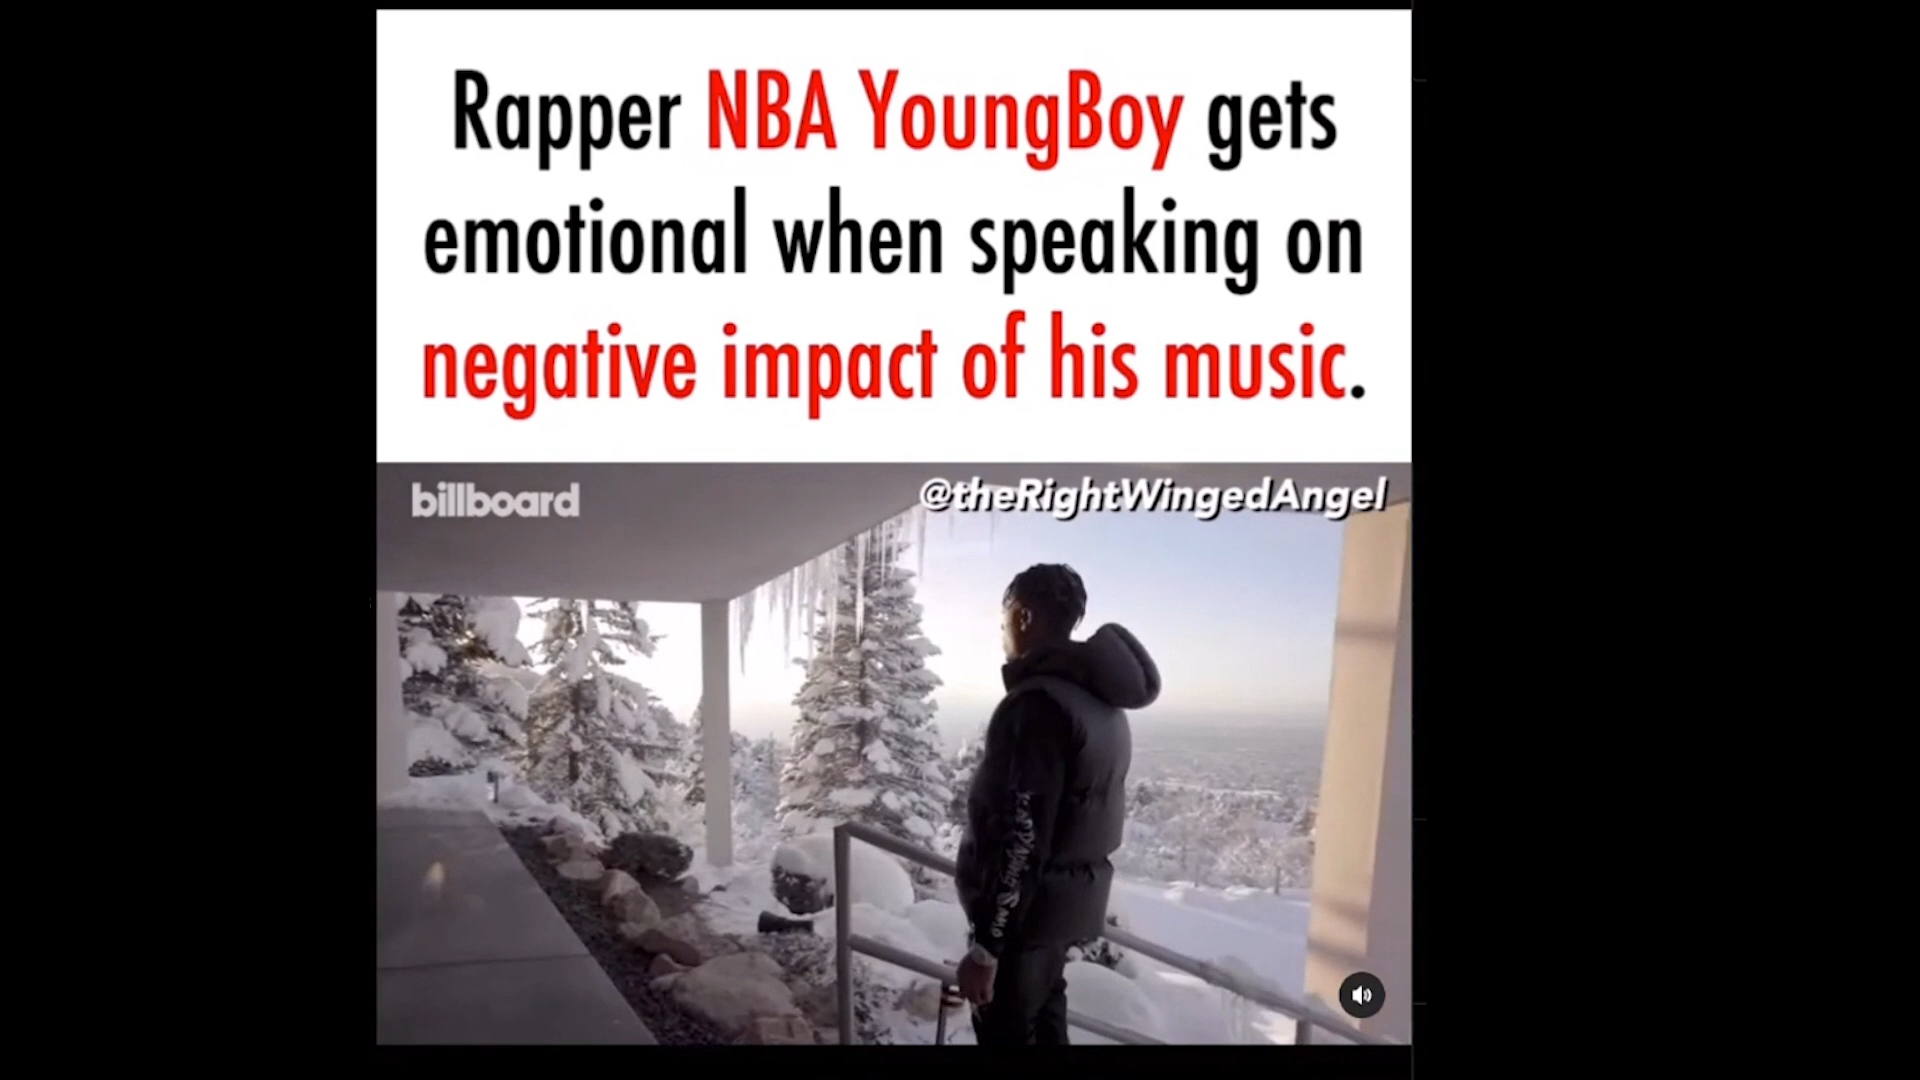 Rapper NBA YoungBoy gets
emotional when speaking on
negative impact of his music.
billboard
@theRightWingedAngel